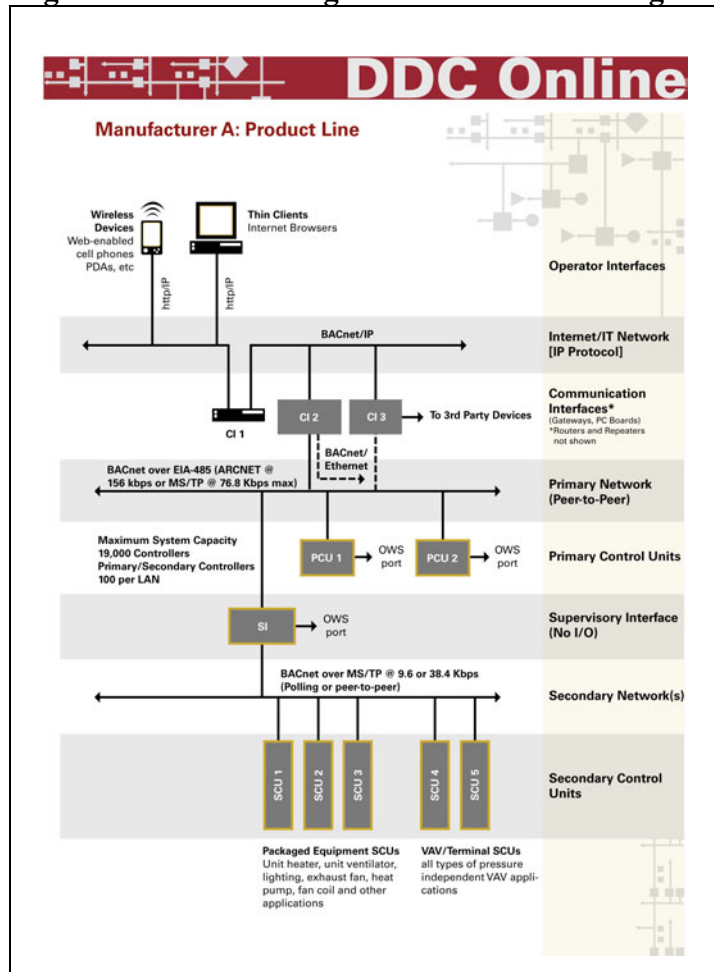 DDC Online
Manufacturer A: Product Line
Wireless
Devices
Web-enabled
cell phones
PDAs, etc
Thin Clients
Internet Browsers
http/IP
http/IP
Operator Interfaces
BACnet/IP
Internet/IT Network
[IP Protocol]
CI 1
CI 2
CI 3
To 3rd Party Devices
Communication
Interfaces*
(Gateways, PC Boards)
*Routers and Repeaters
not shown
BACnet/
Ethernet
BACnet over EIA-485 (ARCNET @
156 kbps or MS/TP @ 76.8 Kbps max)
Primary Network
(Peer-to-Peer)
Maximum System Capacity
19,000 Controllers
Primary/Secondary Controllers
100 per LAN
PCU 1
OWS
port
PCU 2
OWS
port
Primary Control Units
SI
OWS
port
Supervisory Interface
(No I/O)
BACnet over MS/TP @ 9.6 or 38.4 Kbps
(Polling or peer-to-peer)
Secondary Network(s)
SCU 1
SCU 2
SCU 3
SCU 4
SCU 5
Secondary Control
Units
Packaged Equipment SCUs
Unit heater, unit ventilator,
lighting, exhaust fan, heat
pump, fan coil and other
applications
VAV/Terminal SCUs
all types of pressure
independent VAV appli-
cations